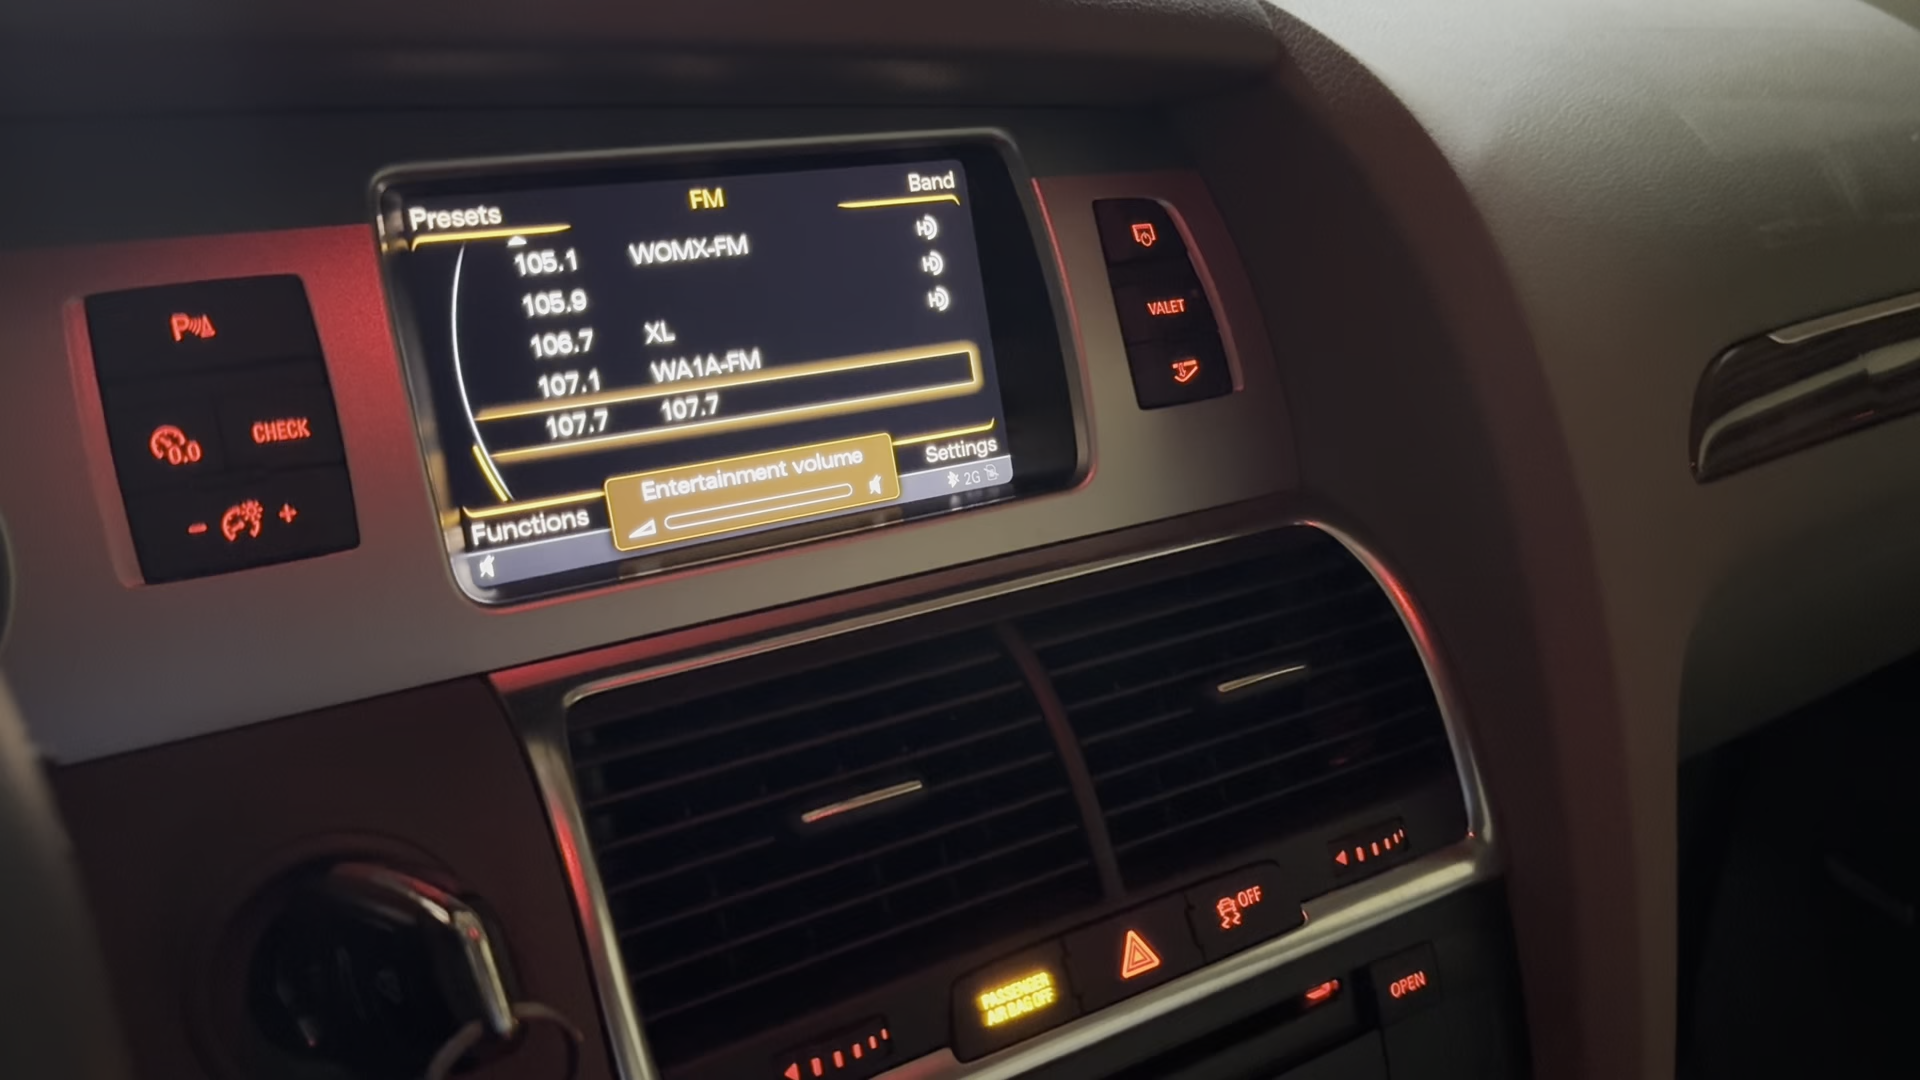 Presets
FM
Band
105.1 WOMX-FM
105.9
106.7 XL
107.1 WA1A-FM
107.7 107.7
Entertainment volume
Settings
2G
Functions
P
0.0
CHECK
- +
VALET
OFF
PASSENGER
AIR BAG OFF
OPEN